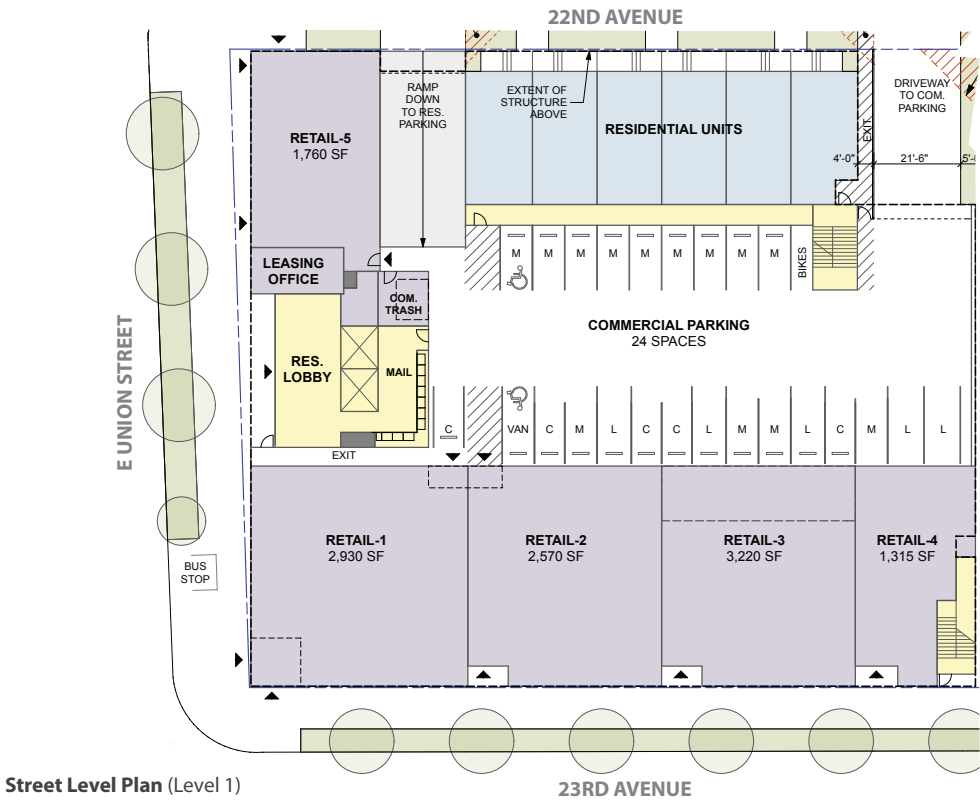 22ND AVENUE
RAMP
DOWN
TO RES.
PARKING
EXTENT OF
STRUCTURE
ABOVE
RESIDENTIAL UNITS
EXIT
DRIVEWAY
TO COM.
PARKING
4'-0"
21'-6"
RETAIL-5
1,760 SF
LEASING
OFFICE
COM.
TRASH
M
M
M
M
M
M
M
M
M
BIKES
COMMERCIAL PARKING
24 SPACES
RES.
LOBBY
MAIL
E UNION STREET
EXIT
C
VAN
C
M
L
C
C
L
M
M
L
C
M
L
L
RETAIL-1
2,930 SF
RETAIL-2
2,570 SF
RETAIL-3
3,220 SF
RETAIL-4
1,315 SF
BUS
STOP
Street Level Plan (Level 1)
23RD AVENUE